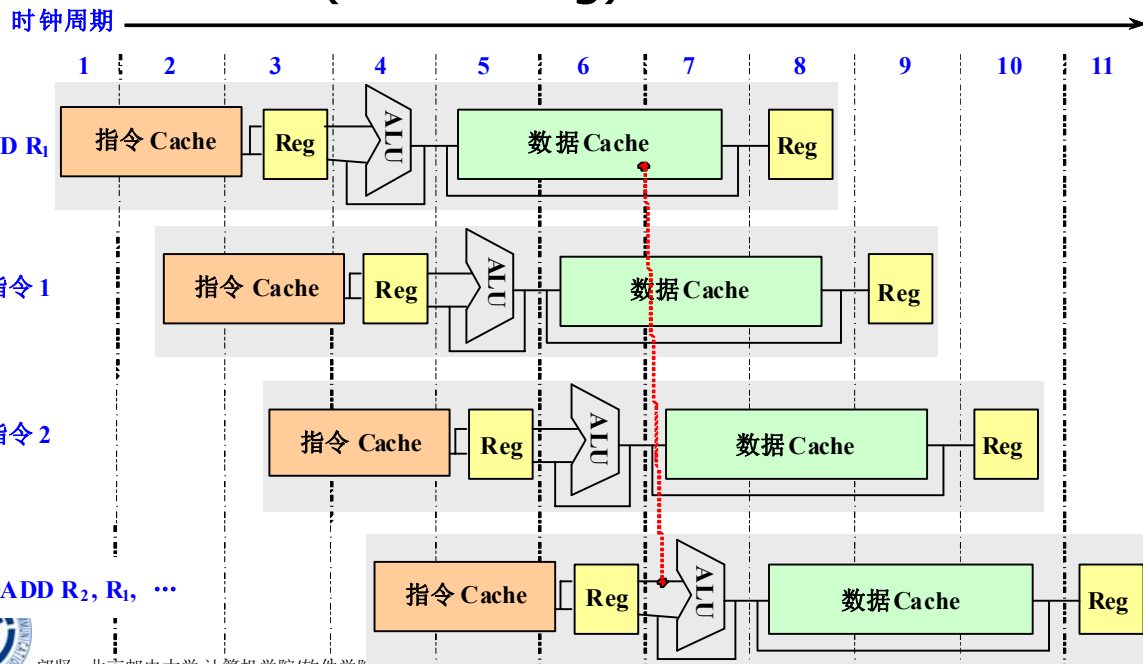 时钟周期
1 2 3 4 5 6 7 8 9 10 11
D R1
指令 Cache
Reg
ALU
数据Cache
Reg
指令 1
指令 Cache
Reg
ALU
数据Cache
Reg
指令 2
指令 Cache
Reg
ALU
数据Cache
Reg
ADD R2, R1, …
指令 Cache
Reg
ALU
数据Cache
Reg